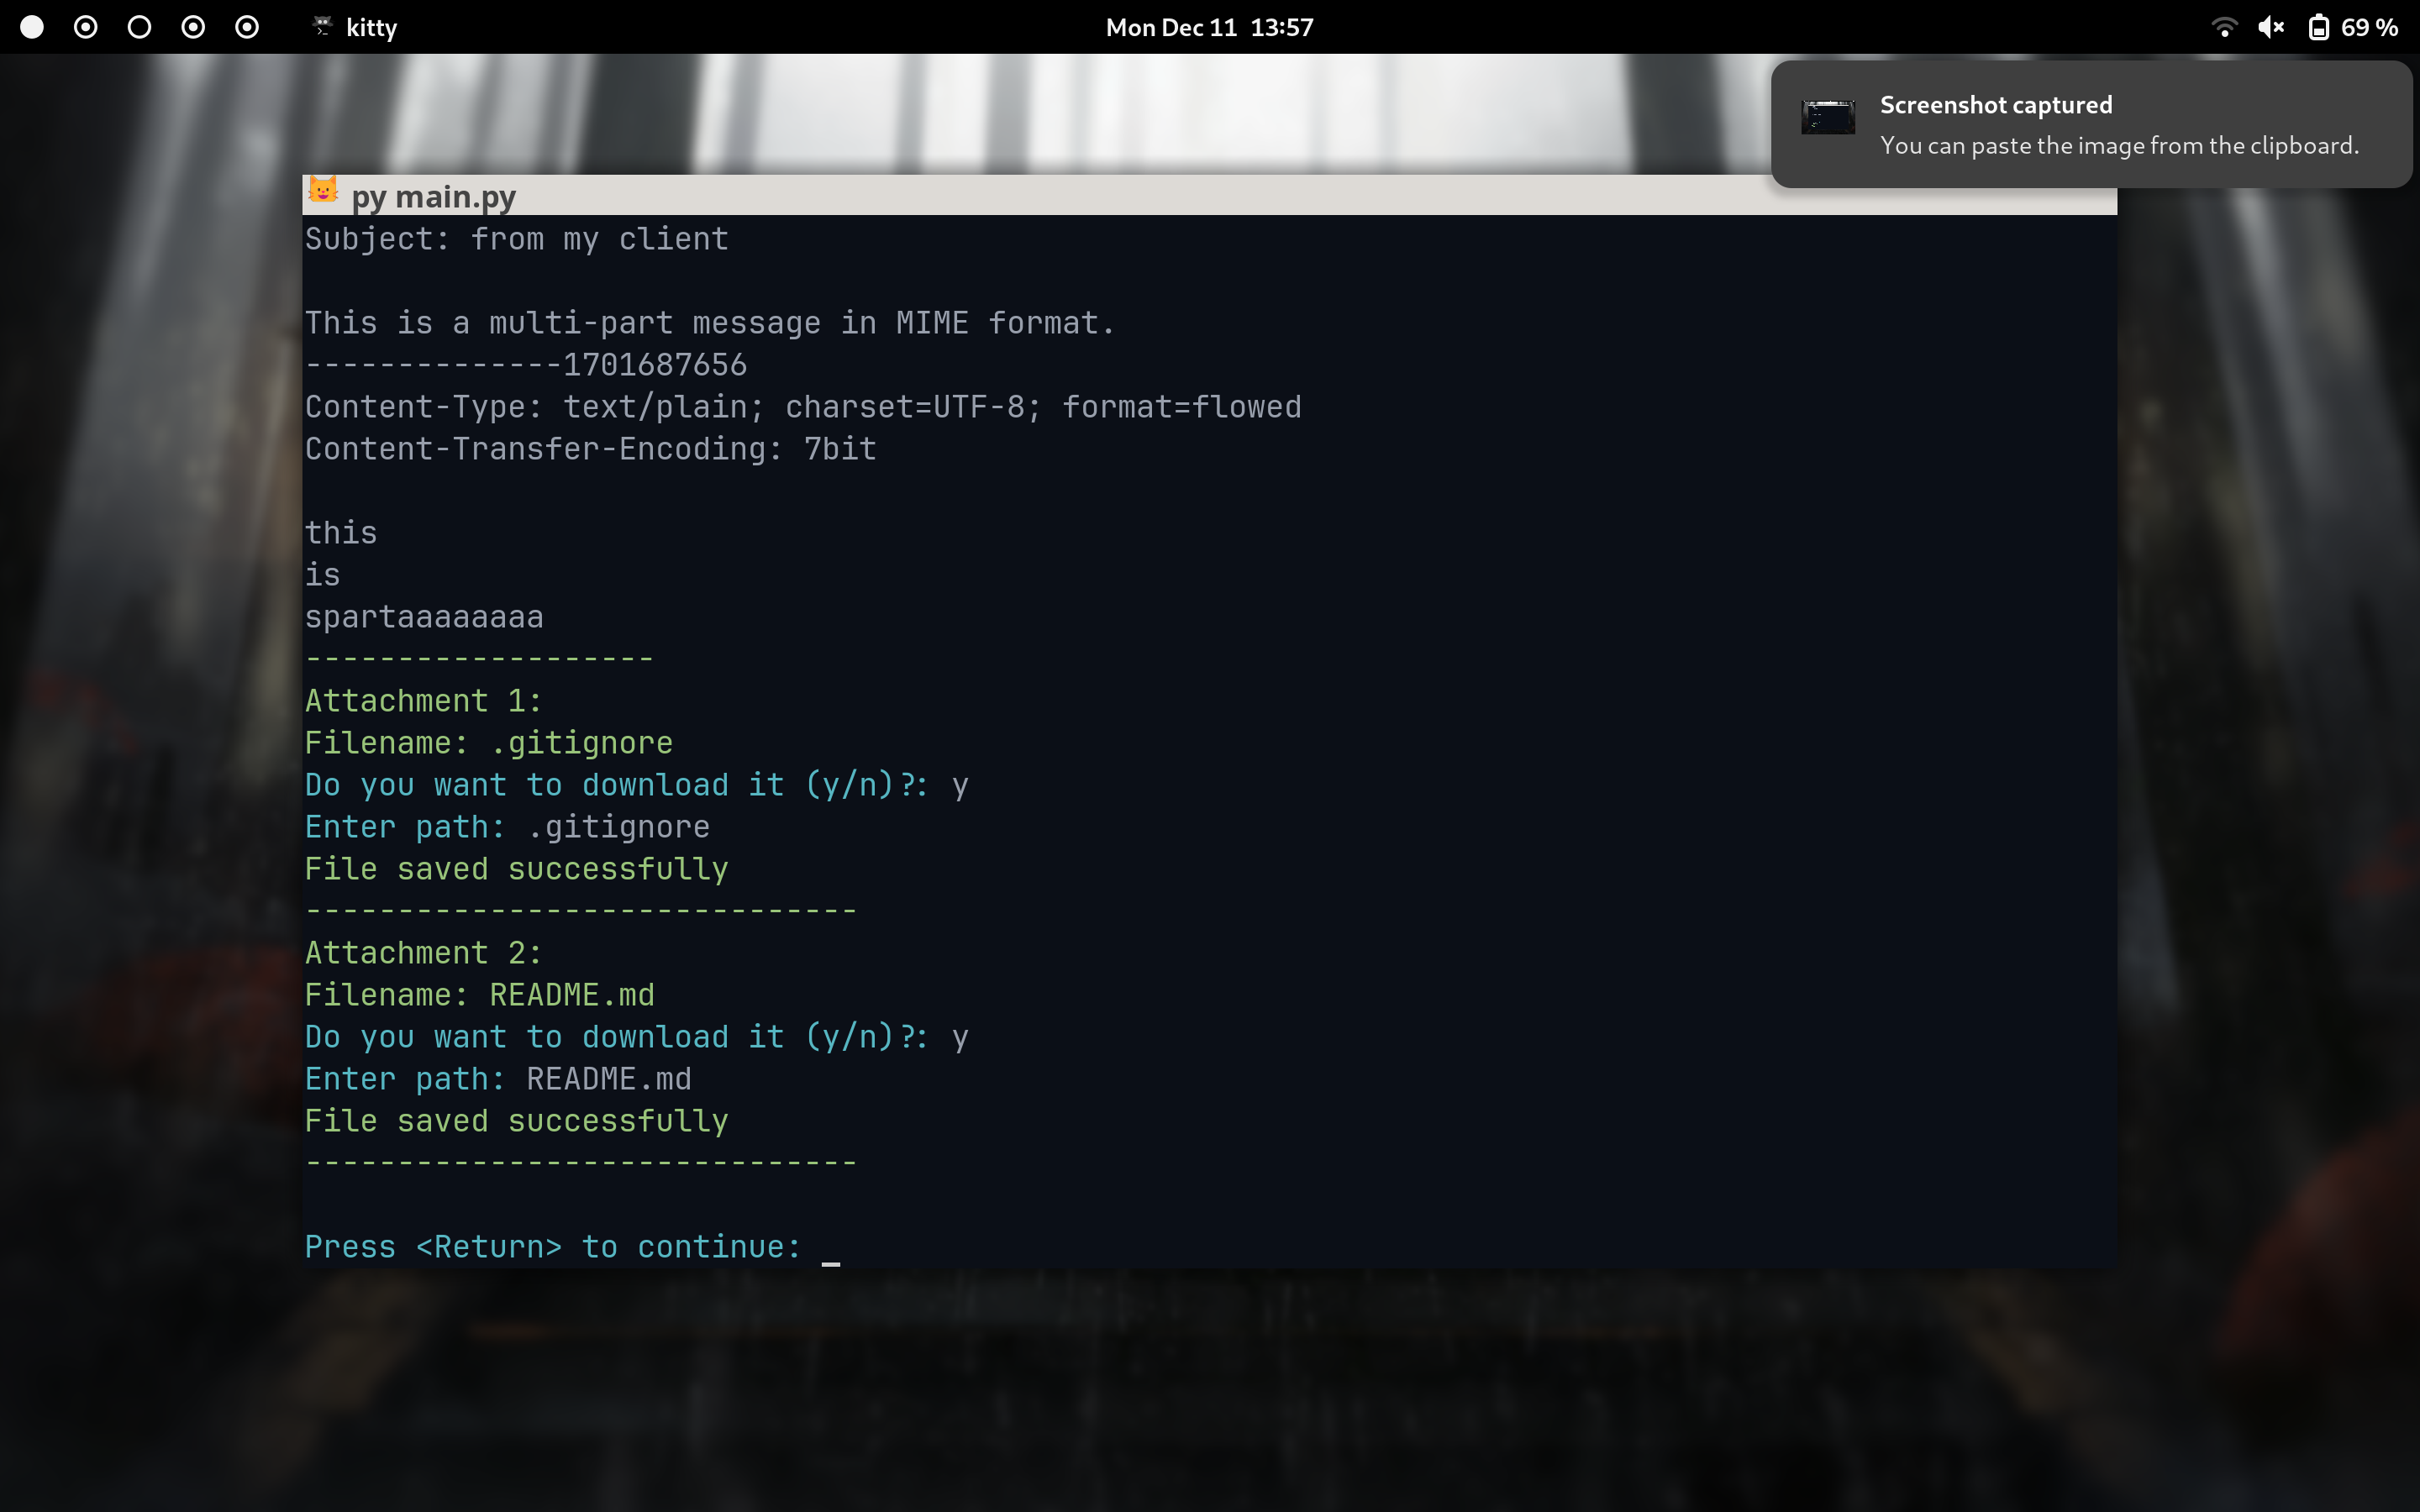 kitty
Mon Dec 11 13:57
69 %
Screenshot captured
You can paste the image from the clipboard.
py main.py
Subject: from my client
This is a multi-part message in MIME format.
--------------1701687656
Content-Type: text/plain; charset=UTF-8; format=flowed
Content-Transfer-Encoding: 7bit
this
is
spartaaaaaaaa
-------------------
Attachment 1:
Filename: .gitignore
Do you want to download it (y/n)?: y
Enter path: .gitignore
File saved successfully
------------------------------
Attachment 2:
Filename: README.md
Do you want to download it (y/n)?: y
Enter path: README.md
File saved successfully
------------------------------
Press <Return> to continue: _